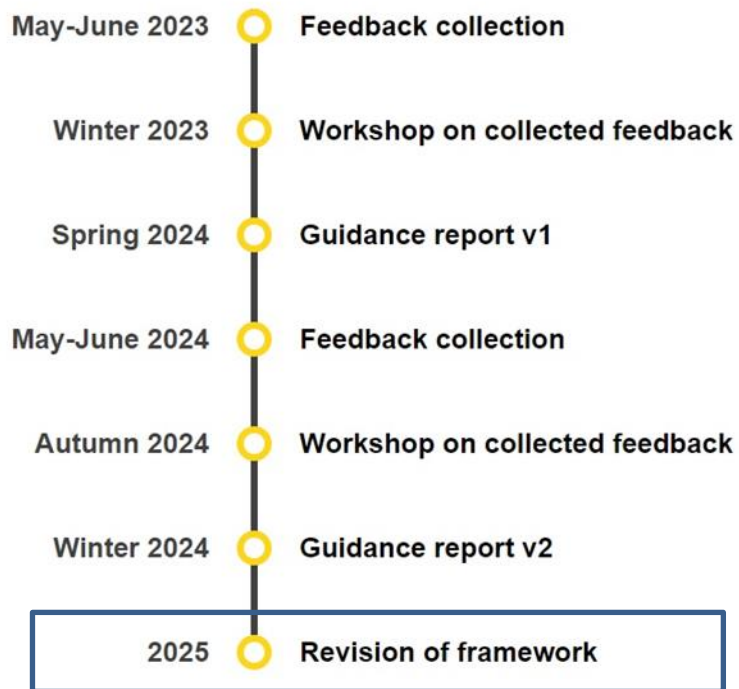 May-June 2023 Feedback collection
Winter 2023 Workshop on collected feedback
Spring 2024 Guidance report v1
May-June 2024 Feedback collection
Autumn 2024 Workshop on collected feedback
Winter 2024 Guidance report v2
2025 Revision of framework